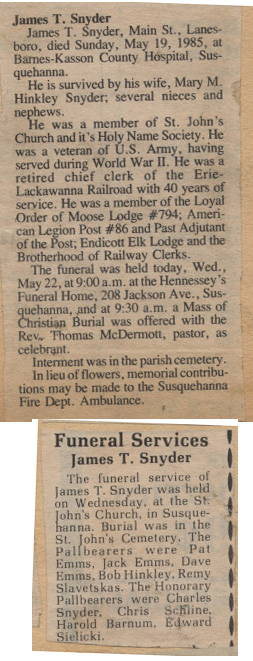 James T. Snyder
James T. Snyder, Main St., Lanes-
boro, died Sunday, May 19, 1985, at
Barnes-Kasson County Hospital, Sus-
quehanna.
He is survived by his wife, Mary M.
Hinkley Snyder; several nieces and
nephews.
He was a member of St. John's
Church and it's Holy Name Society. He
was a veteran of U.S. Army, having
served during World War II. He was a
retired chief clerk of the Erie-
Lackawanna Railroad with 40 years of
service. He was a member of the Loyal
Order of Moose Lodge #794; Ameri-
can Legion Post #86 and Past Adjutant
of the Post; Endicott Elk Lodge and the
Brotherhood of Railway Clerks.
The funeral was held today, Wed.,
May 22, at 9:00 a.m. at the Hennessey's
Funeral Home, 208 Jackson Ave., Sus-
quehanna, and at 9:30 a.m. a Mass of
Christian Burial was offered with the
Rev. Thomas McDermott, pastor, as
celebrant.
Interment was in the parish cemetery.
In lieu of flowers, memorial contribu-
tions may be made to the Susquehanna
Fire Dept. Ambulance.
Funeral Services
James T. Snyder
The funeral service of
James T. Snyder was held
on Wednesday, at the St.
John's Church, in Susque-
hanna. Burial was in the
St. John's Cemetery. The
Pallbearers were Pat
Emms, Jack Emms, Dave
Emms, Bob Hinkley, Remy
Slavetskas. The Honorary
Pallbearers were Charles
Snyder, Chris Schline,
Harold Barnum, Edward
Sielicki.